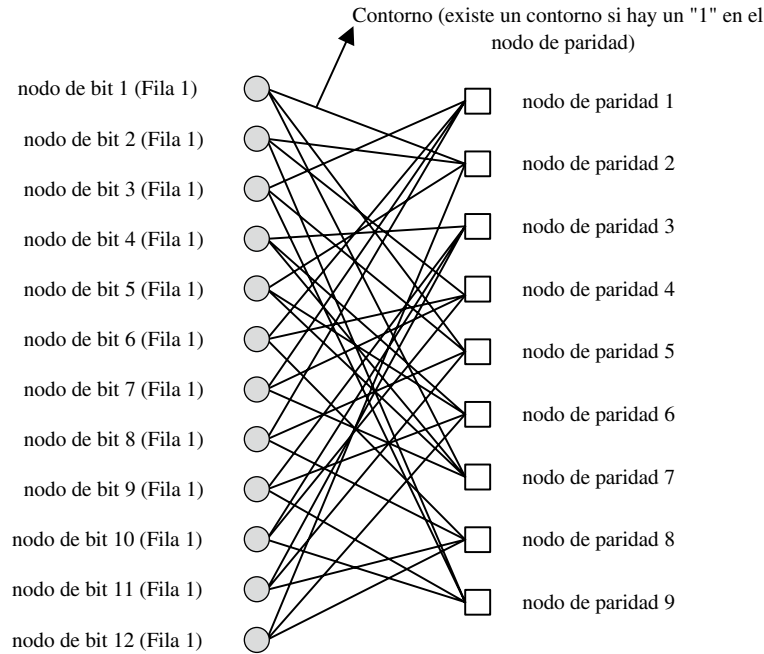 Contorno (existe un contorno si hay un "1" en el
nodo de paridad)
nodo de bit 1 (Fila 1)
nodo de bit 2 (Fila 1)
nodo de bit 3 (Fila 1)
nodo de bit 4 (Fila 1)
nodo de bit 5 (Fila 1)
nodo de bit 6 (Fila 1)
nodo de bit 7 (Fila 1)
nodo de bit 8 (Fila 1)
nodo de bit 9 (Fila 1)
nodo de bit 10 (Fila 1)
nodo de bit 11 (Fila 1)
nodo de bit 12 (Fila 1)
nodo de paridad 1
nodo de paridad 2
nodo de paridad 3
nodo de paridad 4
nodo de paridad 5
nodo de paridad 6
nodo de paridad 7
nodo de paridad 8
nodo de paridad 9